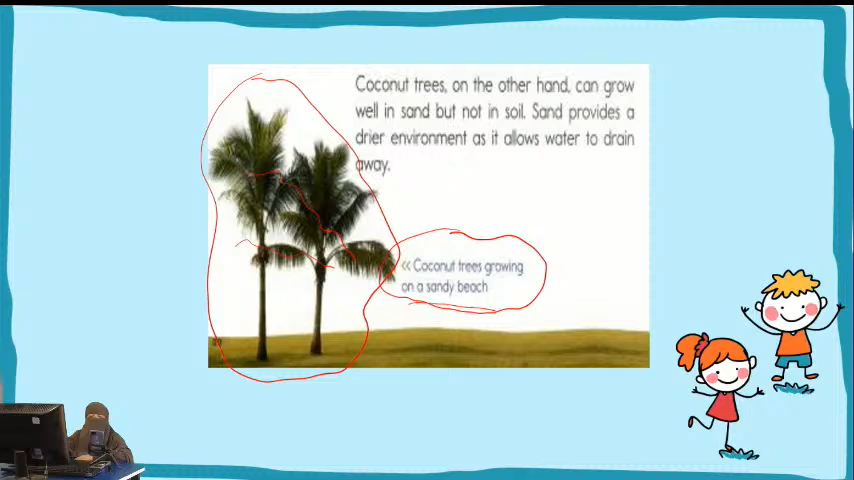 Coconut trees, on the other hand, can grow
well in sand but not in soil. Sand provides a
drier environment as it allows water to drain
away.
<< Coconut trees growing
on a sandy beach